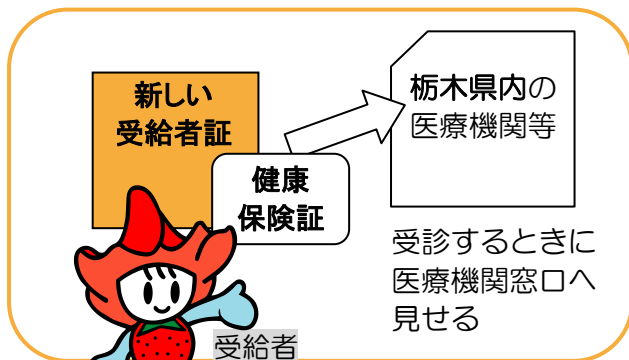 新しい
受給者証
健康
保険証
栃木県内の
医療機関等
受診するときに
医療機関窓口へ
見せる
受給者